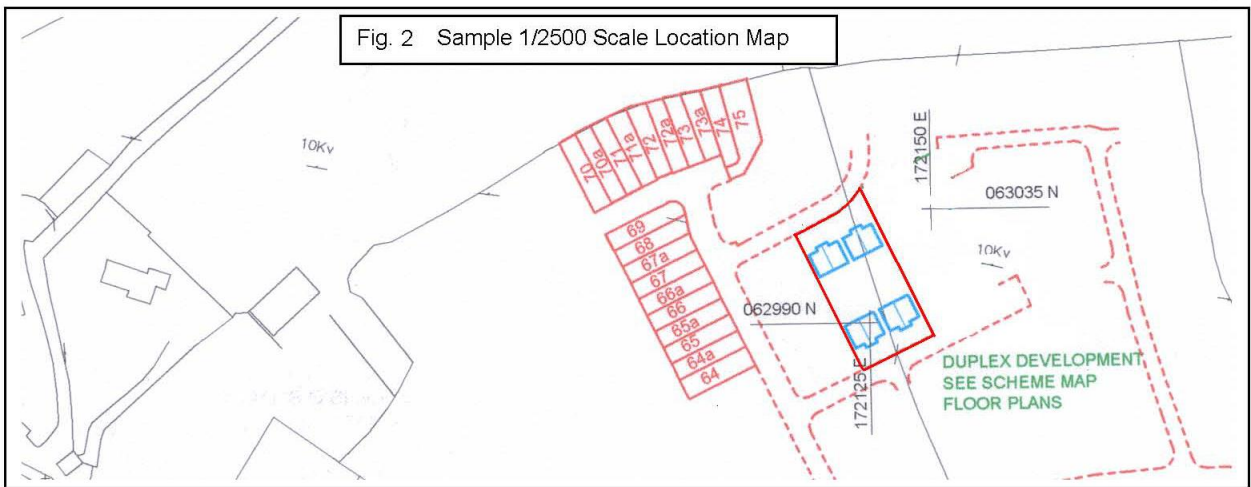 Fig. 2 Sample 1/2500 Scale Location Map
10Kv
70
70a
71
71a
72
72a
73
73a
74
75
172150 E
063035 N
69
68
67a
67
66a
66
65a
65
64a
64
10Kv
062990 N
172125 E
DUPLEX DEVELOPMENT
SEE SCHEME MAP
FLOOR PLANS